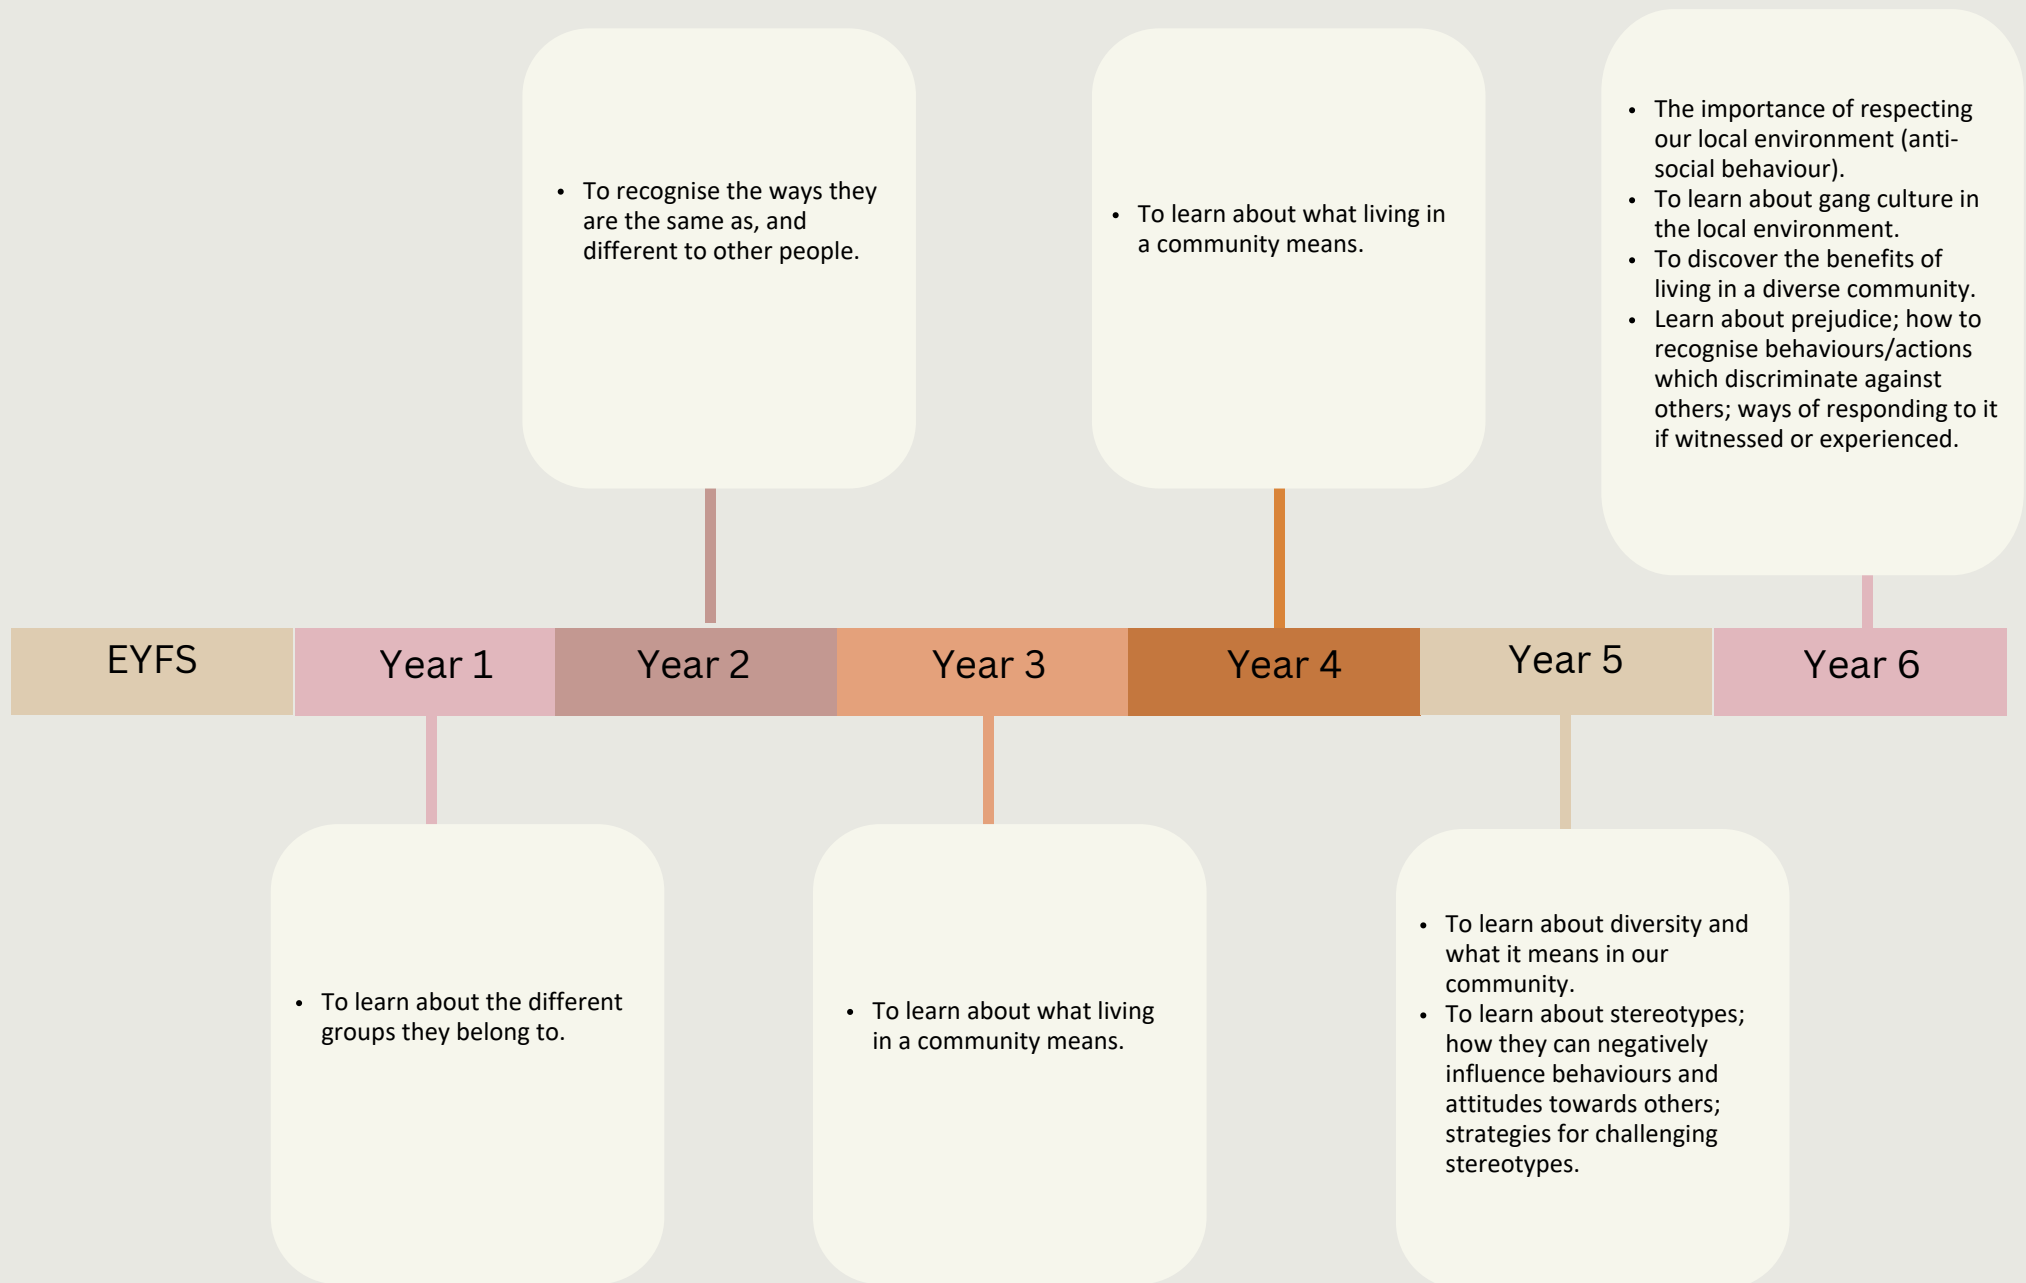 • To recognise the ways they
are the same as, and
different to other people.
• To learn about what living in
a community means.
• The importance of respecting
our local environment (anti-
social behaviour).
• To learn about gang culture in
the local environment.
• To discover the benefits of
living in a diverse community.
• Learn about prejudice; how to
recognise behaviours/actions
which discriminate against
others; ways of responding to it
if witnessed or experienced.
EYFS
Year 1
Year 2
Year 3
Year 4
Year 5
Year 6
• To learn about the different
groups they belong to.
• To learn about what living
in a community means.
• To learn about diversity and
what it means in our
community.
• To learn about stereotypes;
how they can negatively
influence behaviours and
attitudes towards others;
strategies for challenging
stereotypes.